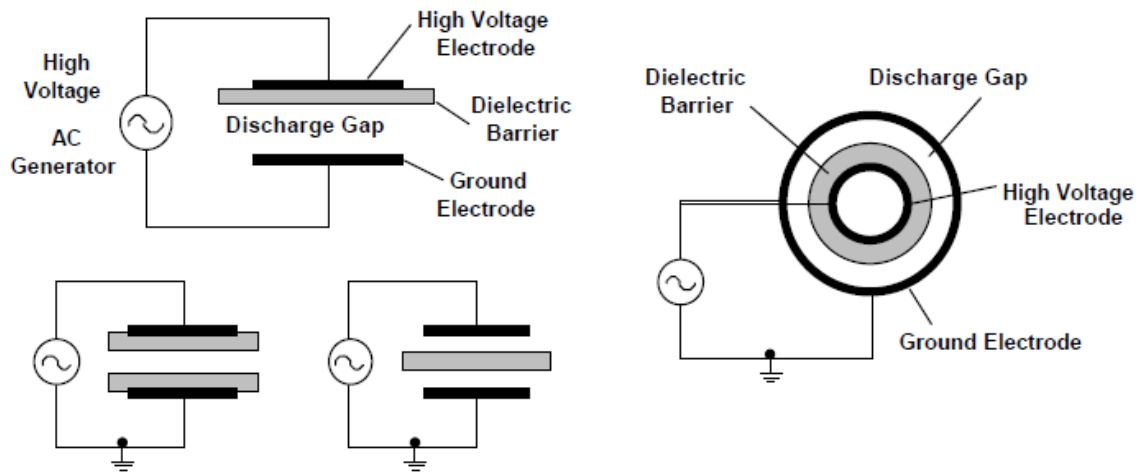 High Voltage
Electrode
High
Voltage
AC
Generator
Dielectric
Barrier
Discharge Gap
Ground
Electrode
Dielectric
Barrier
Discharge Gap
High Voltage
Electrode
Ground Electrode